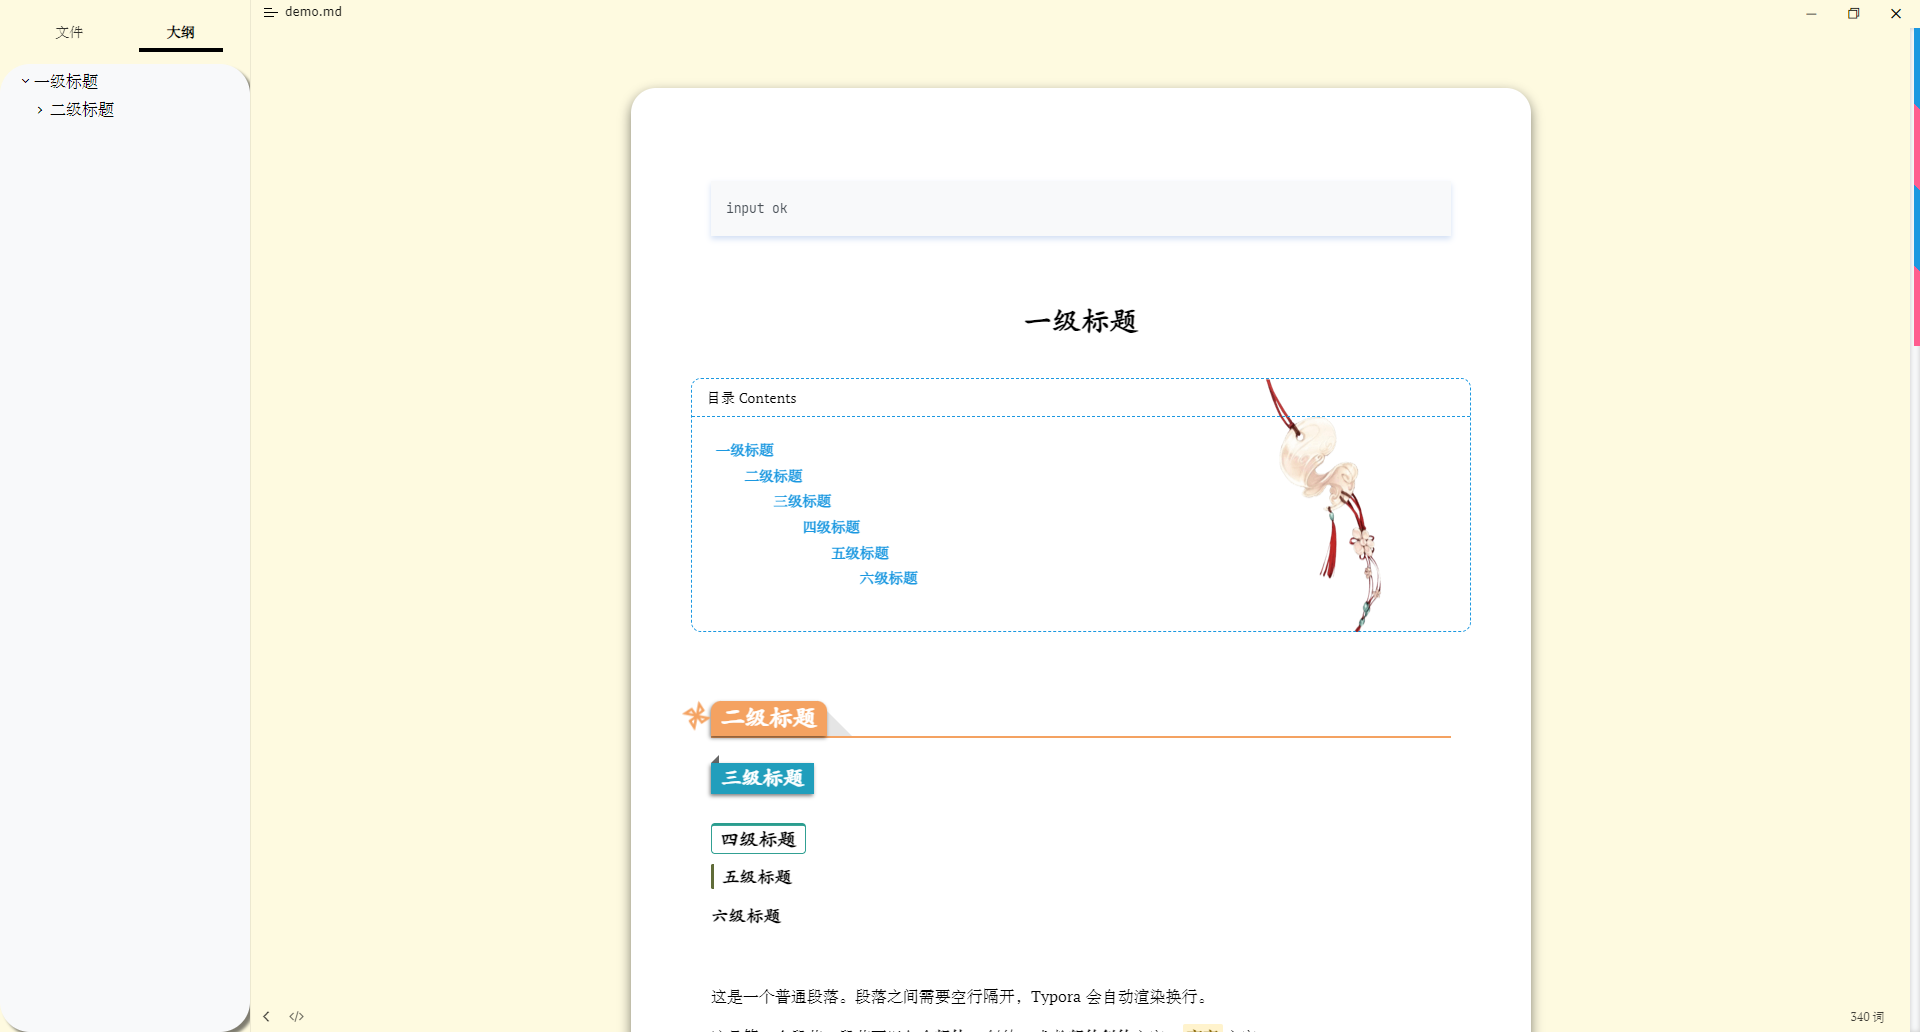 文件
大纲
demo.md
一级标题
二级标题
input ok
一级标题
目录 Contents
一级标题
二级标题
三级标题
四级标题
五级标题
六级标题
二级标题
三级标题
四级标题
五级标题
六级标题
这是一个普通段落。段落之间需要空行隔开，Typora 会自动渲染换行。
340 词